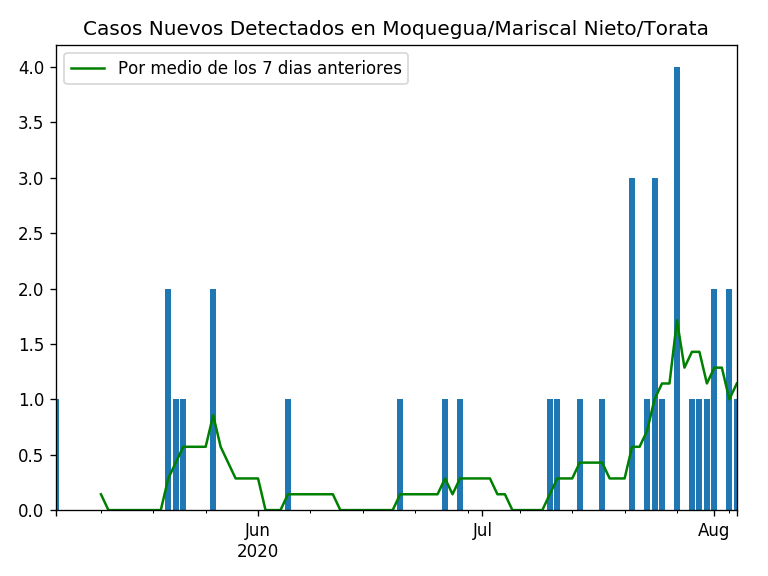 Casos Nuevos Detectados en Moquegua/Mariscal Nieto/Torata
Por medio de los 7 dias anteriores
4.0
3.5
3.0
2.5
2.0
1.5
1.0
0.5
0.0
Jun
2020
Jul
Aug